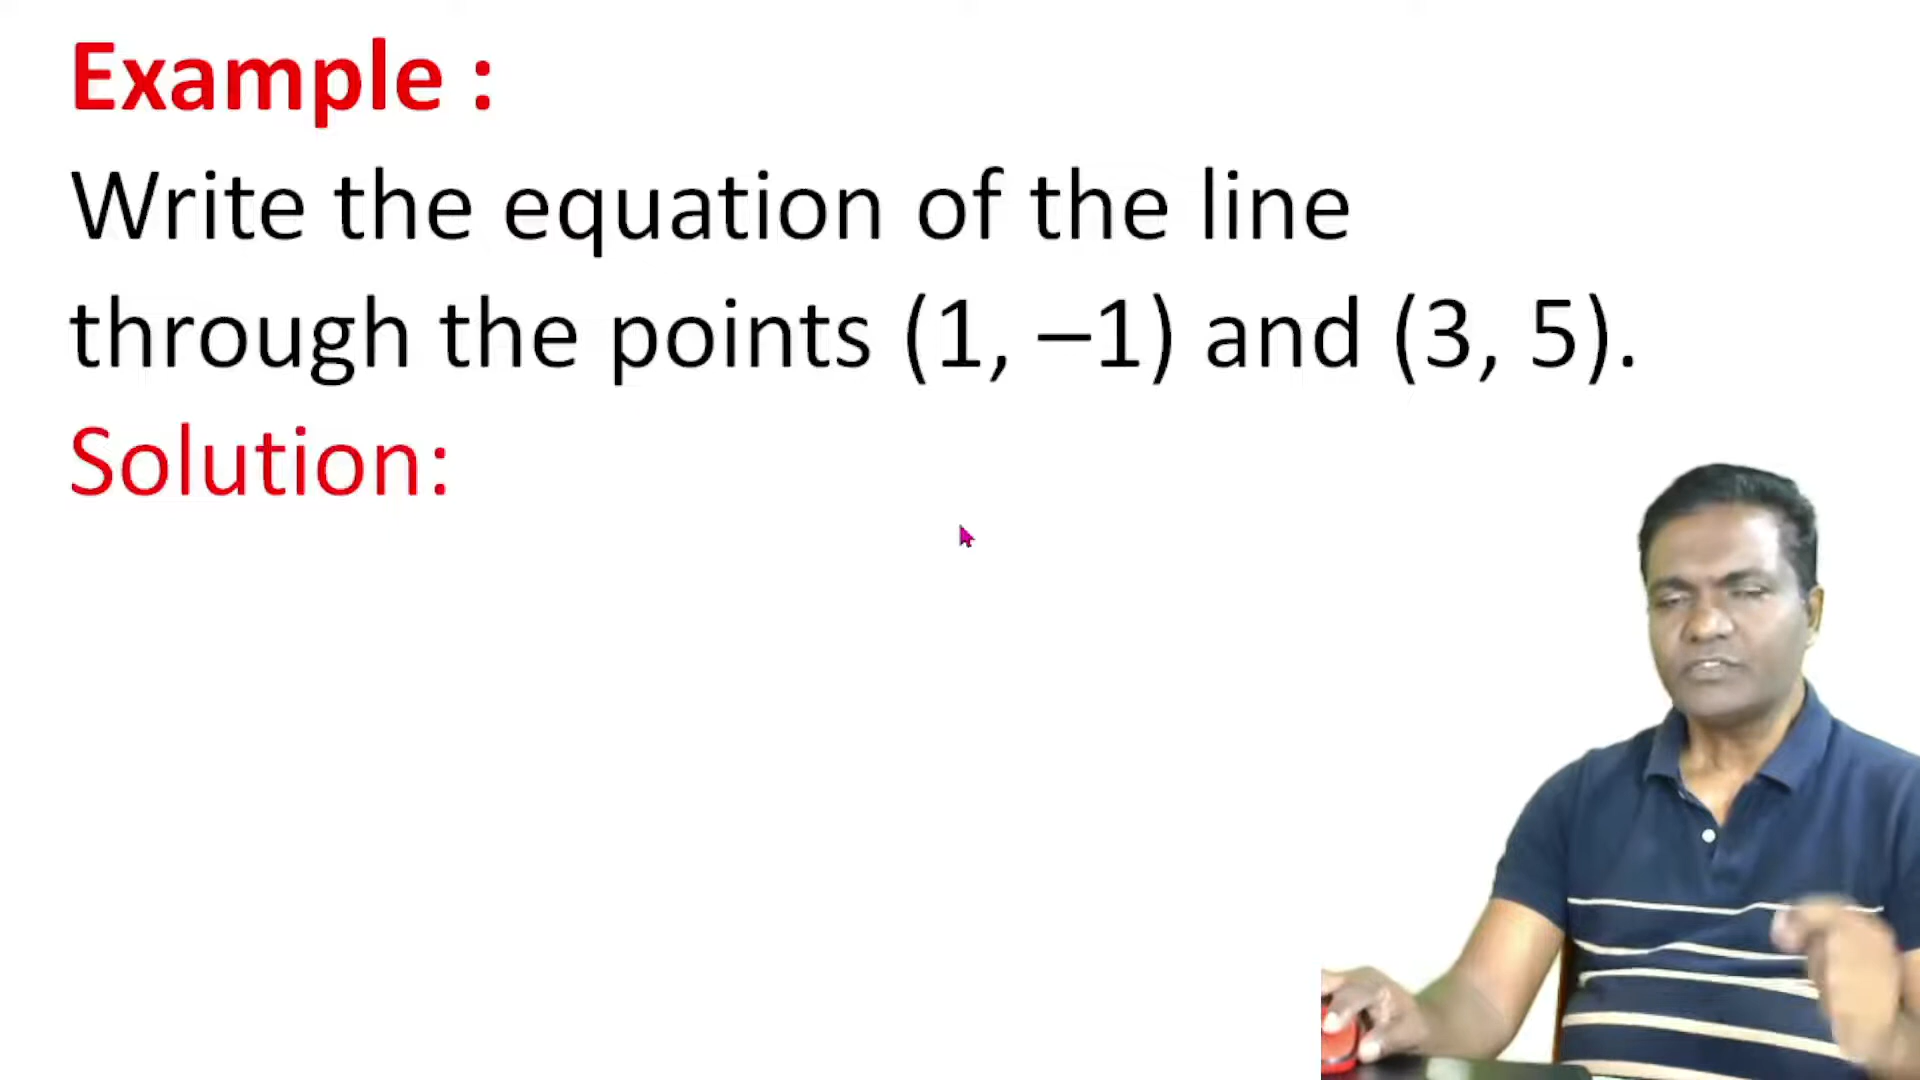 Example :
Write the equation of the line
through the points (1, –1) and (3, 5).
Solution: